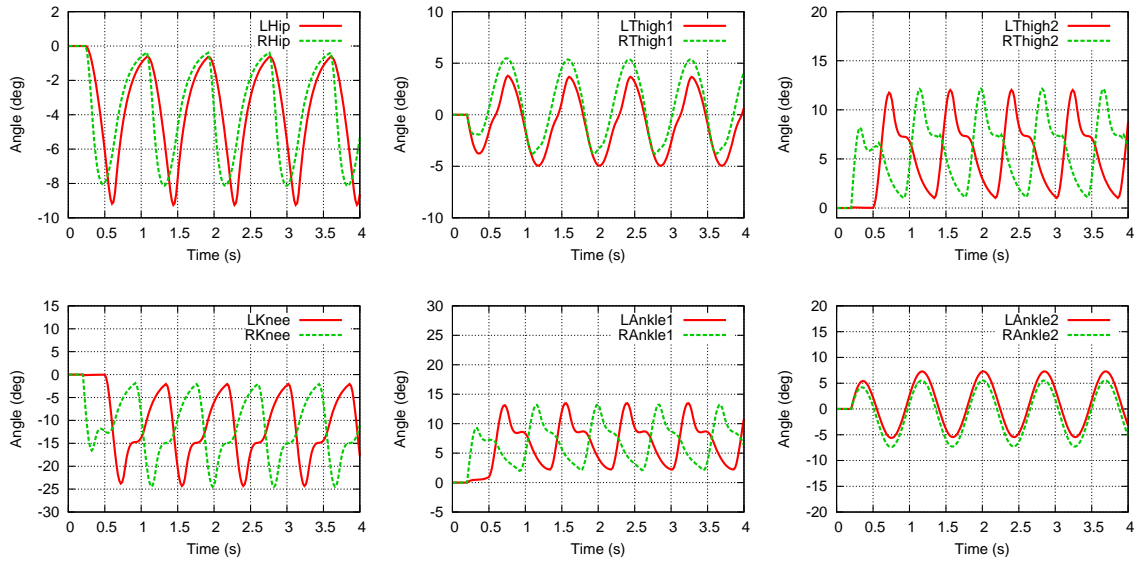 0
-2
-4
-6
-8
-10
0 0.5 1 1.5 2 2.5 3 3.5 4
Angle (deg)
Time (s)
LHip
RHip
10
5
0
-5
-10
0 0.5 1 1.5 2 2.5 3 3.5 4
Angle (deg)
Time (s)
LThigh1
RThigh1
20
15
10
5
0
0 0.5 1 1.5 2 2.5 3 3.5 4
Angle (deg)
Time (s)
LThigh2
RThigh2
15
10
5
0
-5
-10
-15
-20
-25
-30
0 0.5 1 1.5 2 2.5 3 3.5 4
Angle (deg)
Time (s)
LKnee
RKnee
30
25
20
15
10
5
0
-5
0 0.5 1 1.5 2 2.5 3 3.5 4
Angle (deg)
Time (s)
LAnkle1
RAnkle1
20
15
10
5
0
-5
-10
-15
-20
0 0.5 1 1.5 2 2.5 3 3.5 4
Angle (deg)
Time (s)
LAnkle2
RAnkle2
2